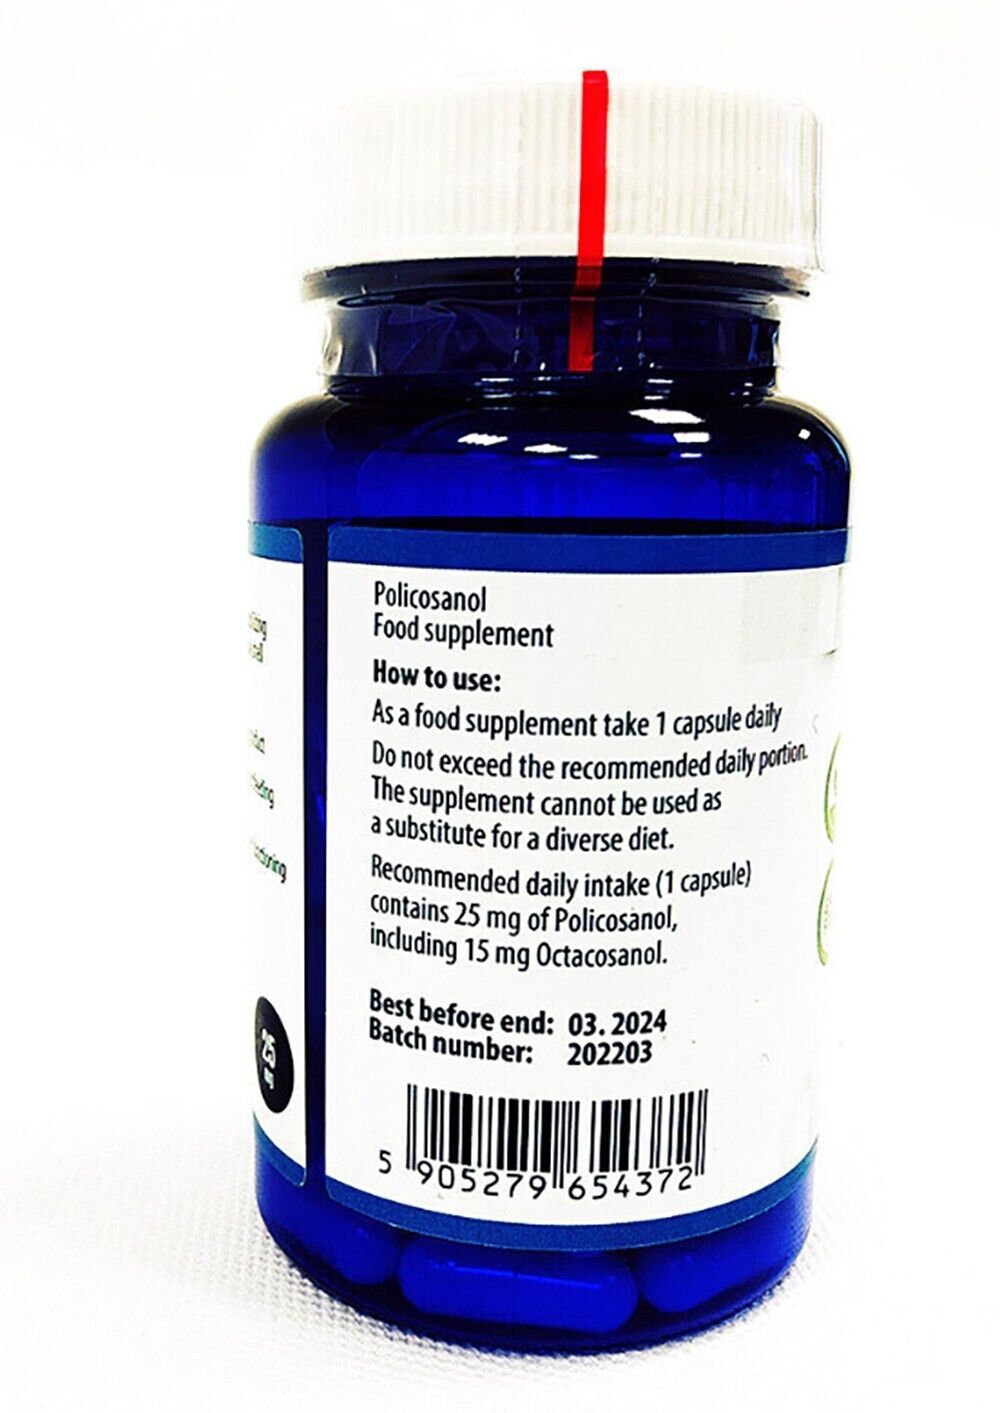 Policosanol
Food supplement
How to use:
As a food supplement take 1 capsule daily
Do not exceed the recommended daily portion.
The supplement cannot be used as
a substitute for a diverse diet.
Recommended daily intake (1 capsule)
contains 25 mg of Policosanol,
including 15 mg Octacosanol.
Best before end: 03. 2024
Batch number: 202203
5 905279 654372
25
mg